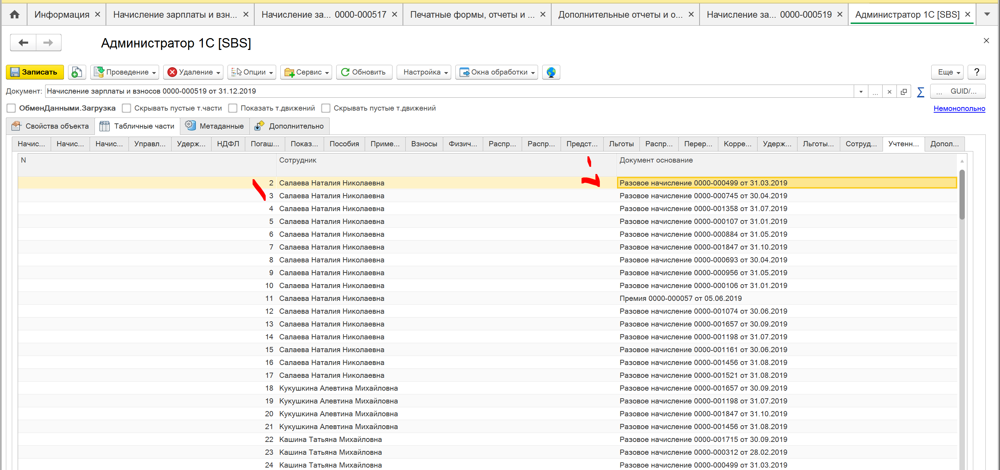 Информация × Начисление зарплаты и взн... × Начисление за... 0000-000517 × Печатные формы, отчеты и ... × Дополнительные отчеты и о... × Начисление за... 0000-000519 × Администратор 1С [SBS] ×
Администратор 1С [SBS]
Записать Проведение Удаление Опции Сервис Обновить Настройка Окна обработки Еще ?
Документ: Начисление зарплаты и взносов 0000-000519 от 31.12.2019 ... × Σ ... GUID/...
ОбменДанными.Загрузка Скрывать пустые т.части Показать т.движений Скрывать пустые т.движений Немонопольно
Свойства объекта Табличные части Метаданные Дополнительно
Начис... Начис... Начис... Управл... Удерж... НДФЛ Погаш... Показ... Пособия Приме... Взносы Физич... Распр... Распр... Предст... Льготы Распр... Перер... Корре... Удерж... Льготы... Сотруд... Учтенн... Допол...
N Сотрудник Документ основание
2 Салаева Наталия Николаевна Разовое начисление 0000-000499 от 31.03.2019
3 Салаева Наталия Николаевна Разовое начисление 0000-000745 от 30.04.2019
4 Салаева Наталия Николаевна Разовое начисление 0000-001358 от 31.07.2019
5 Салаева Наталия Николаевна Разовое начисление 0000-000107 от 31.01.2019
6 Салаева Наталия Николаевна Разовое начисление 0000-000884 от 31.05.2019
7 Салаева Наталия Николаевна Разовое начисление 0000-001847 от 31.10.2019
8 Салаева Наталия Николаевна Разовое начисление 0000-000693 от 30.04.2019
9 Салаева Наталия Николаевна Разовое начисление 0000-000956 от 31.05.2019
10 Салаева Наталия Николаевна Разовое начисление 0000-000106 от 31.01.2019
11 Салаева Наталия Николаевна Премия 0000-000057 от 05.06.2019
12 Салаева Наталия Николаевна Разовое начисление 0000-001074 от 30.06.2019
13 Салаева Наталия Николаевна Разовое начисление 0000-001657 от 30.09.2019
14 Салаева Наталия Николаевна Разовое начисление 0000-001198 от 31.07.2019
15 Салаева Наталия Николаевна Разовое начисление 0000-001161 от 30.06.2019
16 Салаева Наталия Николаевна Разовое начисление 0000-001456 от 31.08.2019
17 Салаева Наталия Николаевна Разовое начисление 0000-001521 от 31.08.2019
18 Кукушкина Алевтина Михайловна Разовое начисление 0000-001657 от 30.09.2019
19 Кукушкина Алевтина Михайловна Разовое начисление 0000-001198 от 31.07.2019
20 Кукушкина Алевтина Михайловна Разовое начисление 0000-001847 от 31.10.2019
21 Кукушкина Алевтина Михайловна Разовое начисление 0000-001456 от 31.08.2019
22 Кашина Татьяна Михайловна Разовое начисление 0000-001715 от 30.09.2019
23 Кашина Татьяна Михайловна Разовое начисление 0000-000312 от 28.02.2019
24 Кашина Татьяна Михайловна Разовое начисление 0000-000499 от 31.03.2019